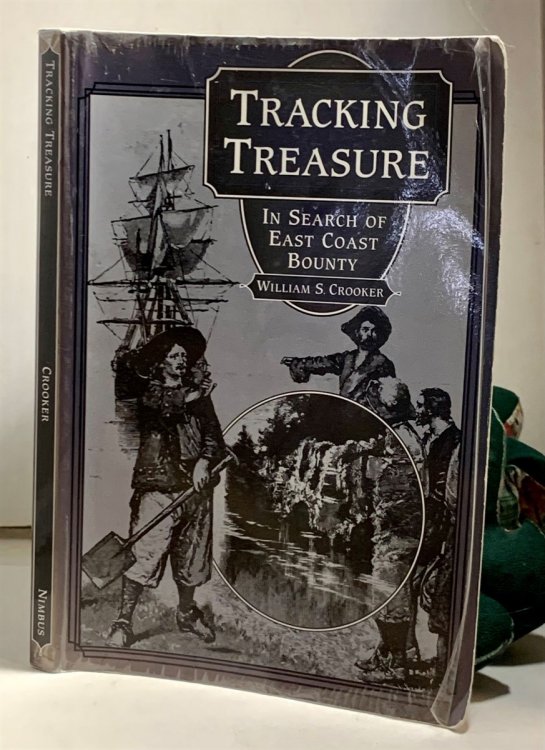 TRACKING TREASURE
CROOKER
NIMBUS
TRACKING
TREASURE
IN SEARCH OF
EAST COAST
BOUNTY
WILLIAM S. CROOKER